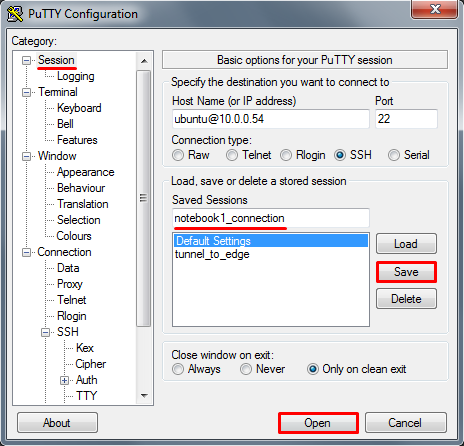 PuTTY Configuration
Category:
Session
Logging
Terminal
Keyboard
Bell
Features
Window
Appearance
Behaviour
Translation
Selection
Colours
Connection
Data
Proxy
Telnet
Rlogin
SSH
Kex
Cipher
Auth
TTY
Basic options for your PuTTY session
Specify the destination you want to connect to
Host Name (or IP address) Port
ubuntu@10.0.0.54 22
Connection type:
Raw Telnet Rlogin SSH Serial
Load, save or delete a stored session
Saved Sessions
notebook1_connection
Default Settings
tunnel_to_edge
Load
Save
Delete
Close window on exit:
Always Never Only on clean exit
About Open Cancel